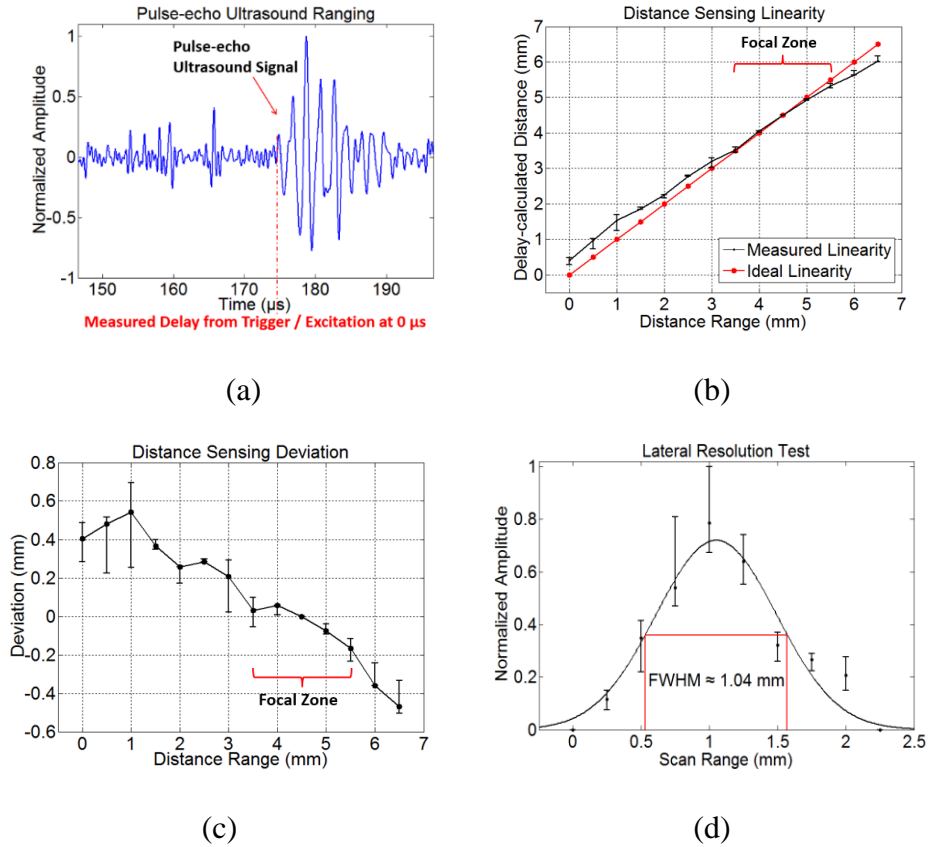 Pulse-echo Ultrasound Ranging
Pulse-echo
Ultrasound Signal
Normalized Amplitude
1
0.5
0
-0.5
-1
150 160 170 180 190
Time (µs)
Measured Delay from Trigger / Excitation at 0 µs
(a)
Distance Sensing Linearity
Focal Zone
Delay-calculated Distance (mm)
7
6
5
4
3
2
1
0
Measured Linearity
Ideal Linearity
0 1 2 3 4 5 6 7
Distance Range (mm)
(b)
Distance Sensing Deviation
Deviation (mm)
0.8
0.6
0.4
0.2
0
-0.2
-0.4
-0.6
Focal Zone
0 1 2 3 4 5 6 7
Distance Range (mm)
(c)
Lateral Resolution Test
Normalized Amplitude
1
0.8
0.6
0.4
0.2
0
FWHM ≈ 1.04 mm
0 0.5 1 1.5 2 2.5
Scan Range (mm)
(d)